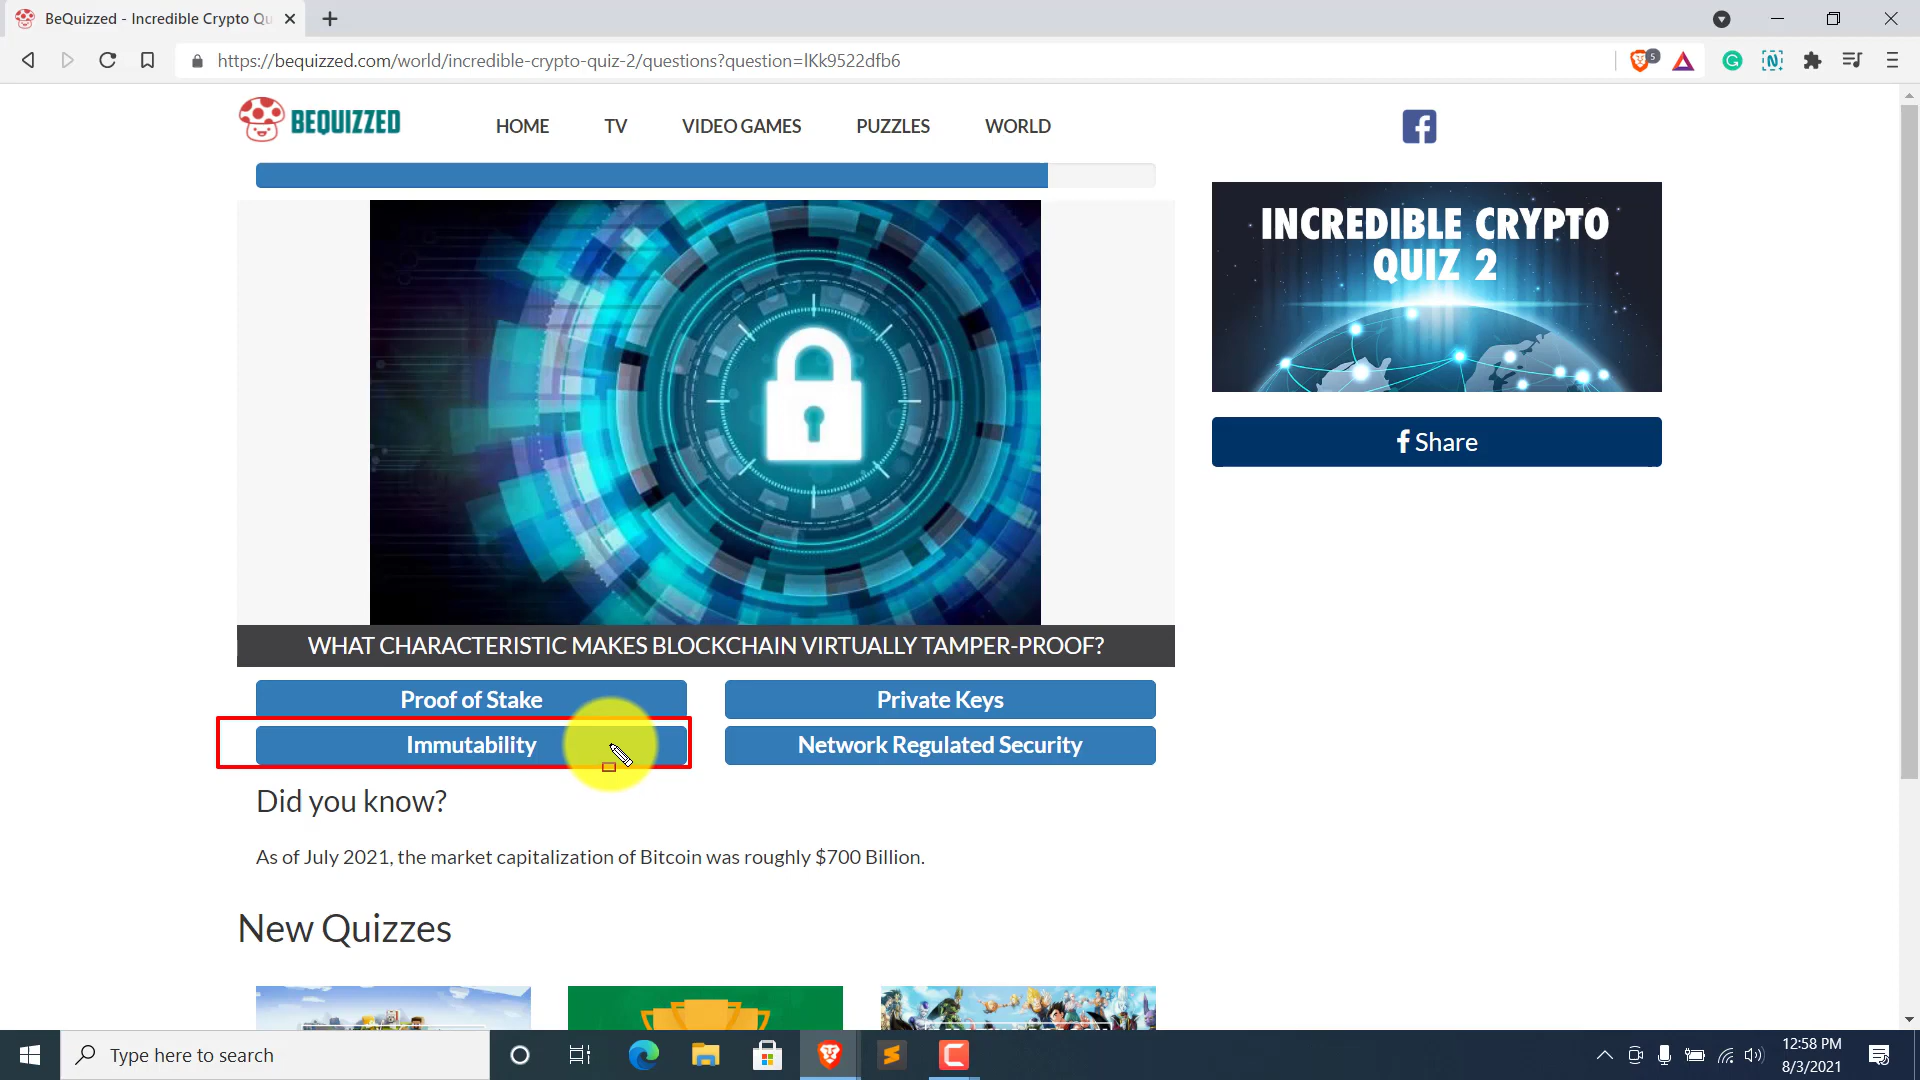 BeQuizzed - Incredible Crypto Qu
https://bequizzed.com/world/incredible-crypto-quiz-2/questions?question=lKk9522dfb6
5
BEQUIZZED
HOME
TV
VIDEO GAMES
PUZZLES
WORLD
INCREDIBLE CRYPTO
QUIZ 2
Share
WHAT CHARACTERISTIC MAKES BLOCKCHAIN VIRTUALLY TAMPER-PROOF?
Proof of Stake
Private Keys
Immutability
Network Regulated Security
Did you know?
As of July 2021, the market capitalization of Bitcoin was roughly $700 Billion.
New Quizzes
Type here to search
12:58 PM
8/3/2021